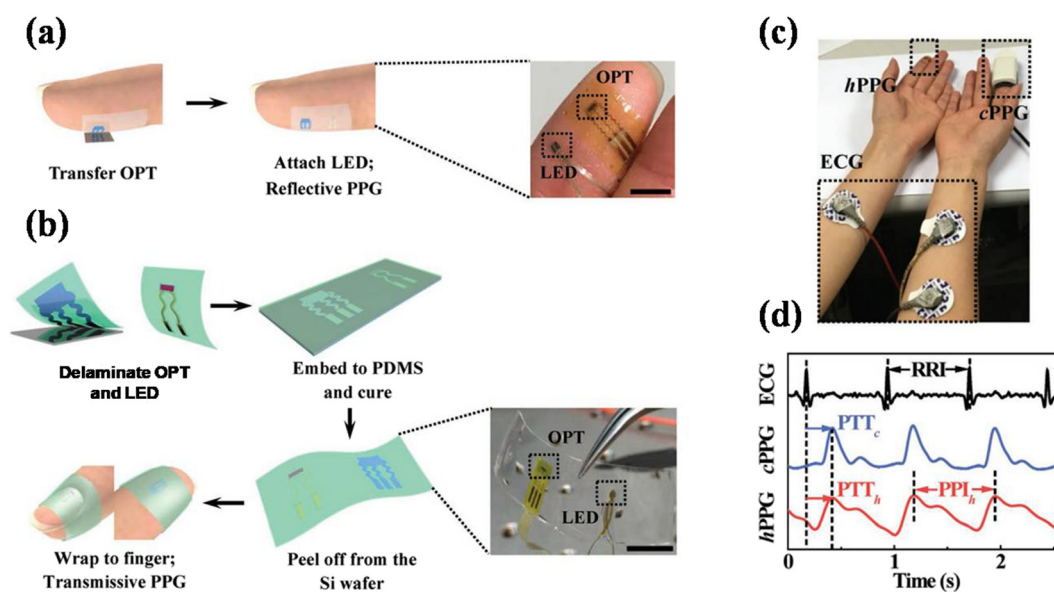 (a)
Transfer OPT
Attach LED;
Reflective PPG
OPT
LED
(b)
Delaminate OPT
and LED
Embed to PDMS
and cure
Wrap to finger;
Transmissive PPG
Peel off from the
Si wafer
OPT
LED
(c)
hPPG
cPPG
ECG
(d)
ECG
RRI
cPPG
PTTc
hPPG
PTTh
PPIh
0 1 2
Time (s)